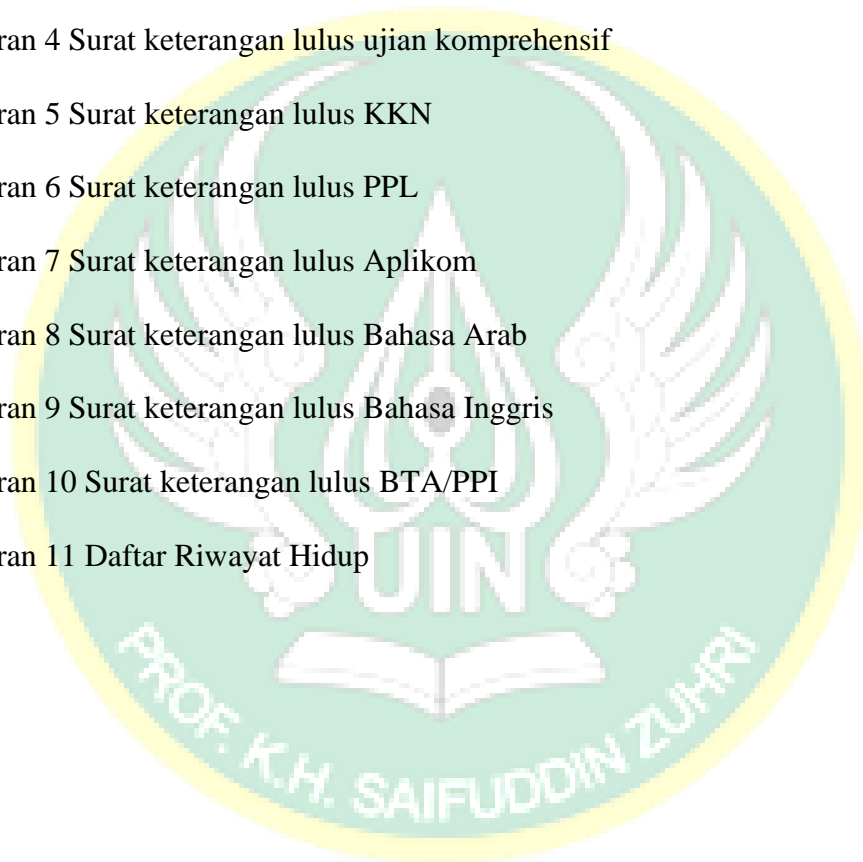 ran 4 Surat keterangan lulus ujian komprehensif
ran 5 Surat keterangan lulus KKN
ran 6 Surat keterangan lulus PPL
ran 7 Surat keterangan lulus Aplikom
ran 8 Surat keterangan lulus Bahasa Arab
ran 9 Surat keterangan lulus Bahasa Inggris
ran 10 Surat keterangan lulus BTA/PPI
ran 11 Daftar Riwayat Hidup
UIN
PROF. K.H. SAIFUDDIN ZUHRI